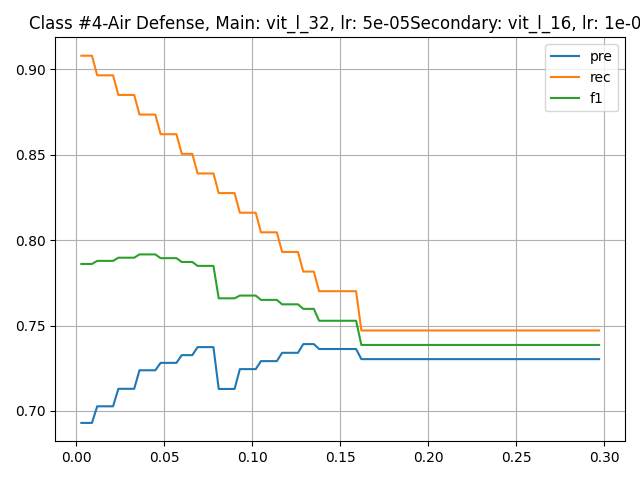 Class #4-Air Defense, Main: vit_l_32, lr: 5e-05Secondary: vit_l_16, lr: 1e-0
pre
rec
f1
0.90
0.85
0.80
0.75
0.70
0.00 0.05 0.10 0.15 0.20 0.25 0.30